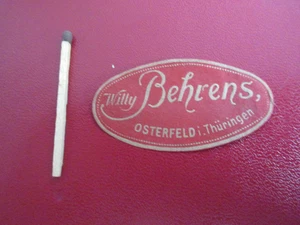 Willy Behrens,
OSTERFELD i. Thüringen